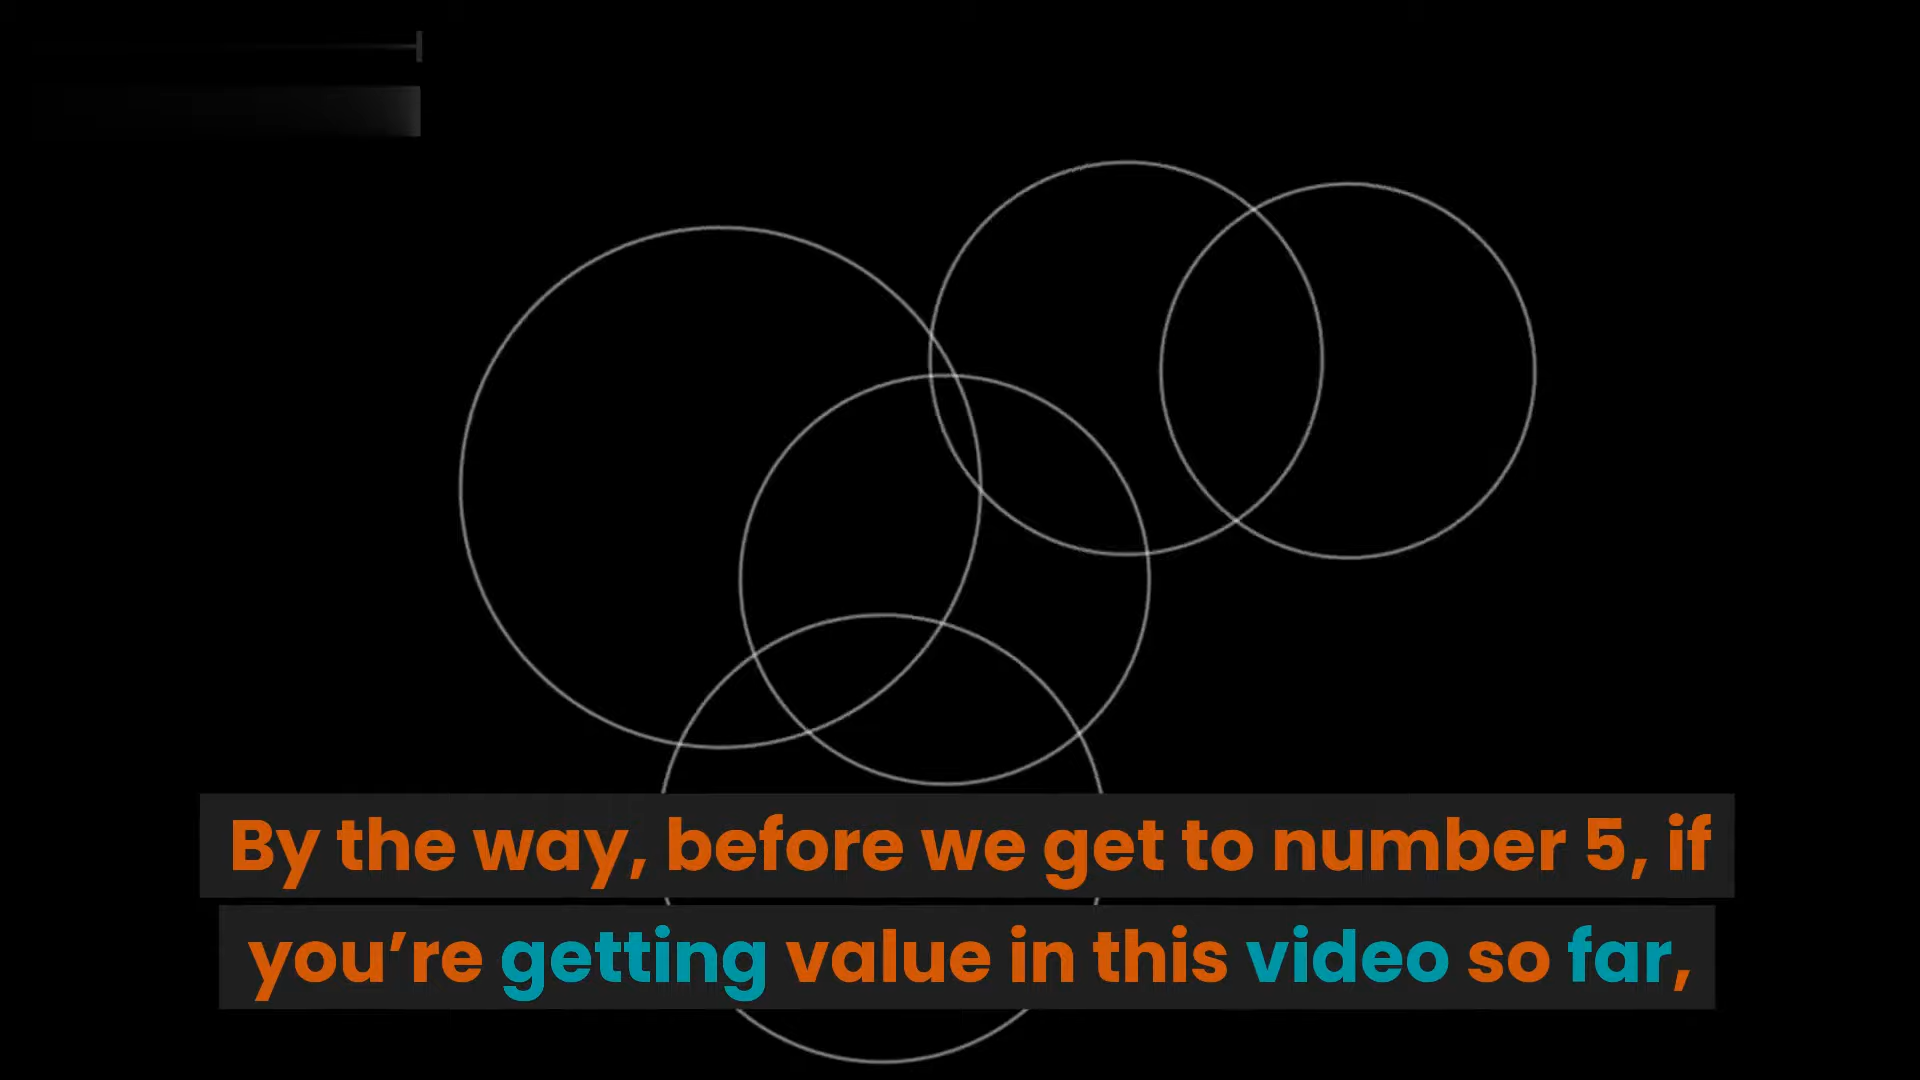 By the way, before we get to number 5, if
you’re getting value in this video so far,